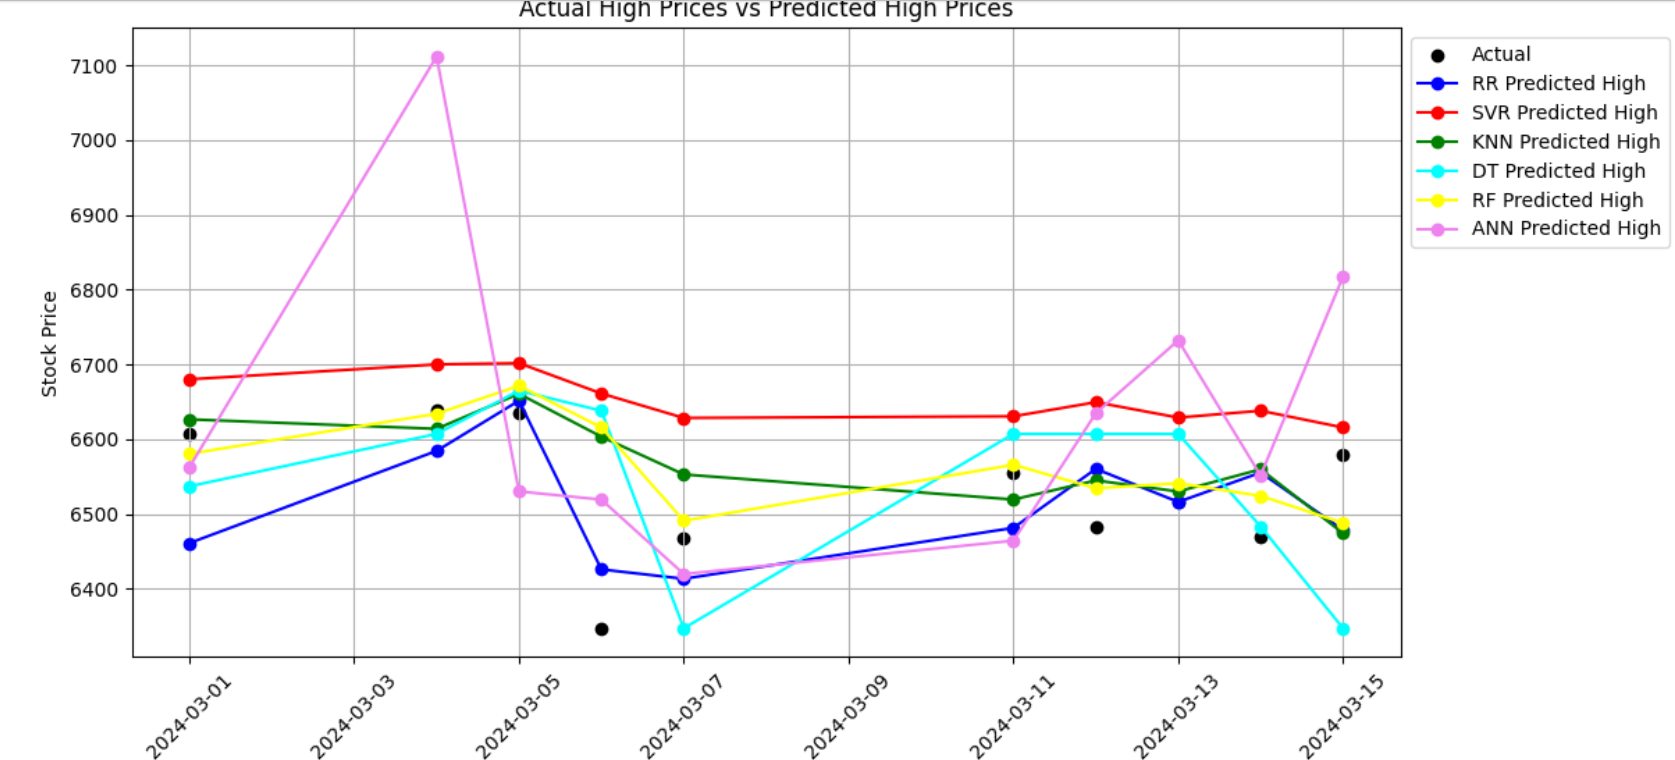 Actual High Prices vs Predicted High Prices
7100
7000
6900
6800
6700
6600
6500
6400
Stock Price
2024-03-01
2024-03-03
2024-03-05
2024-03-07
2024-03-09
2024-03-11
2024-03-13
2024-03-15
Actual
RR Predicted High
SVR Predicted High
KNN Predicted High
DT Predicted High
RF Predicted High
ANN Predicted High